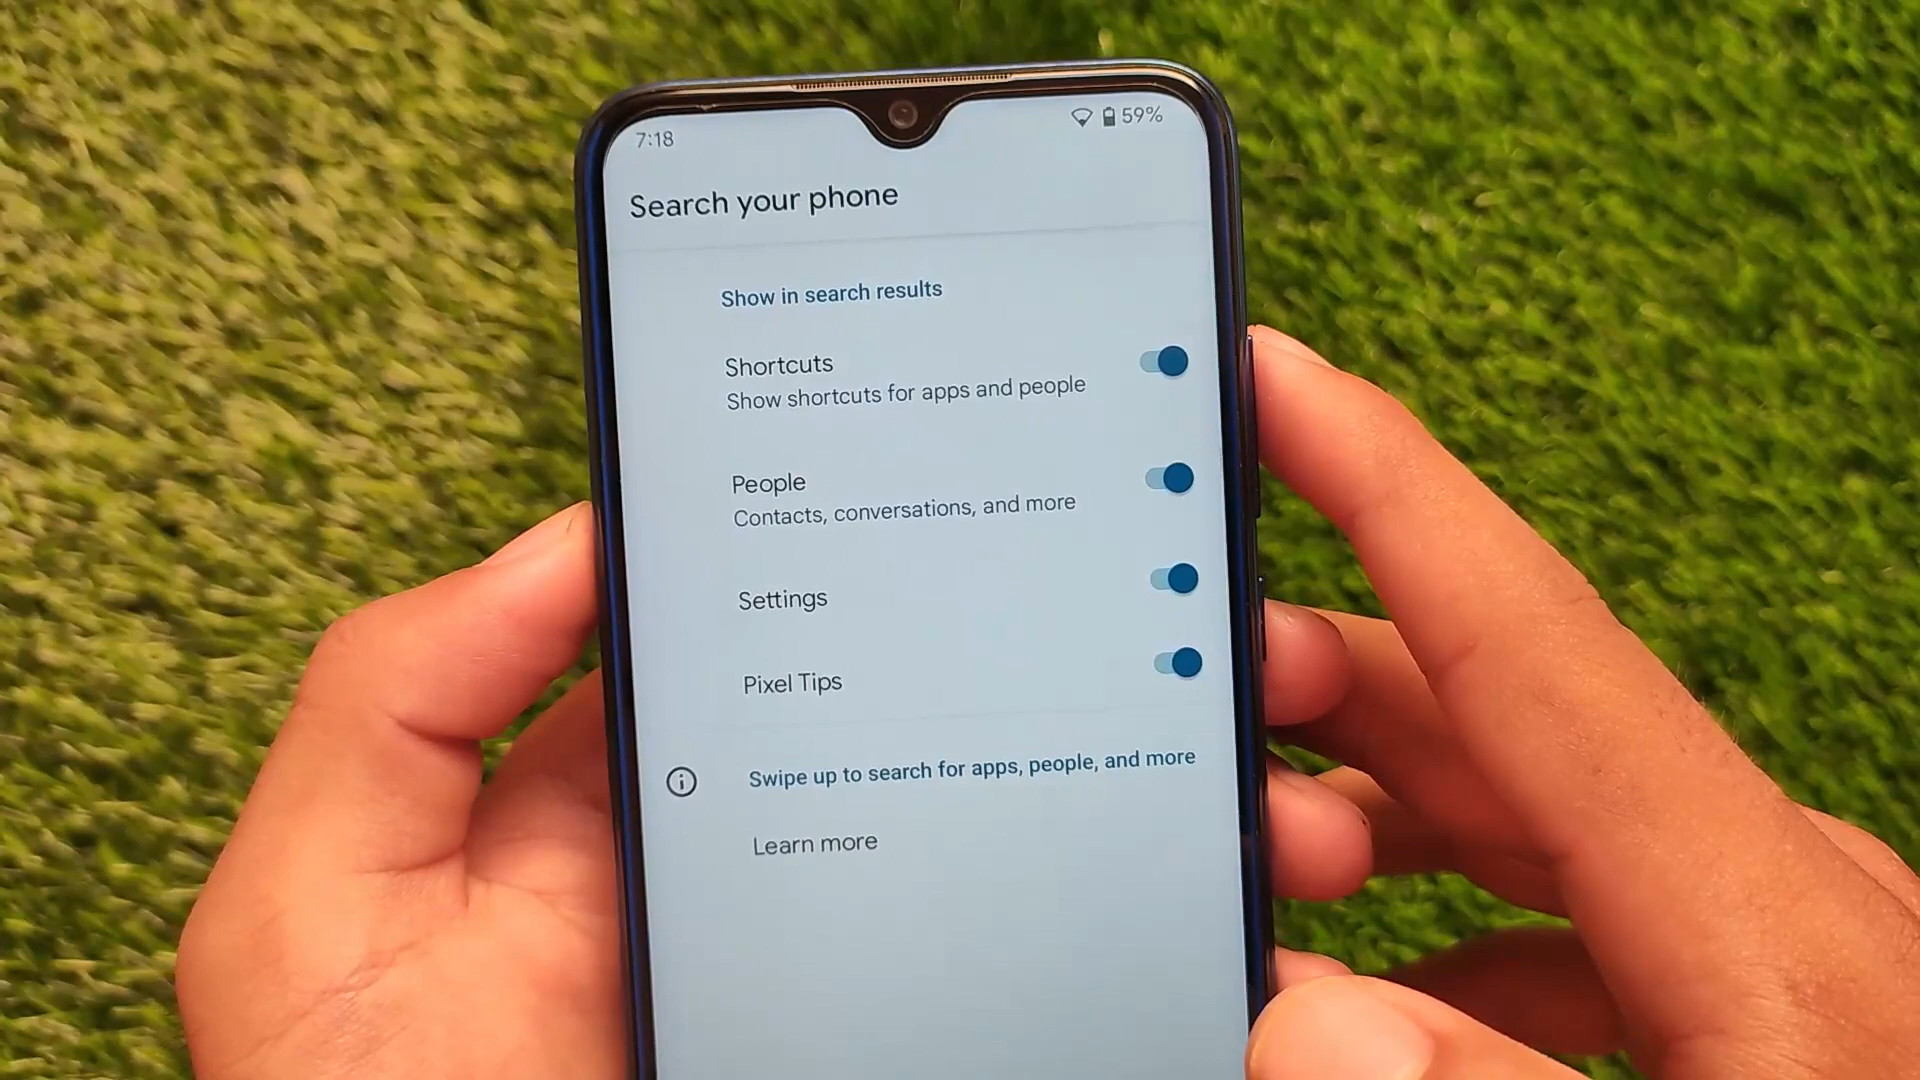 7:18
59%
Search your phone
Show in search results
Shortcuts
Show shortcuts for apps and people
People
Contacts, conversations, and more
Settings
Pixel Tips
Swipe up to search for apps, people, and more
Learn more